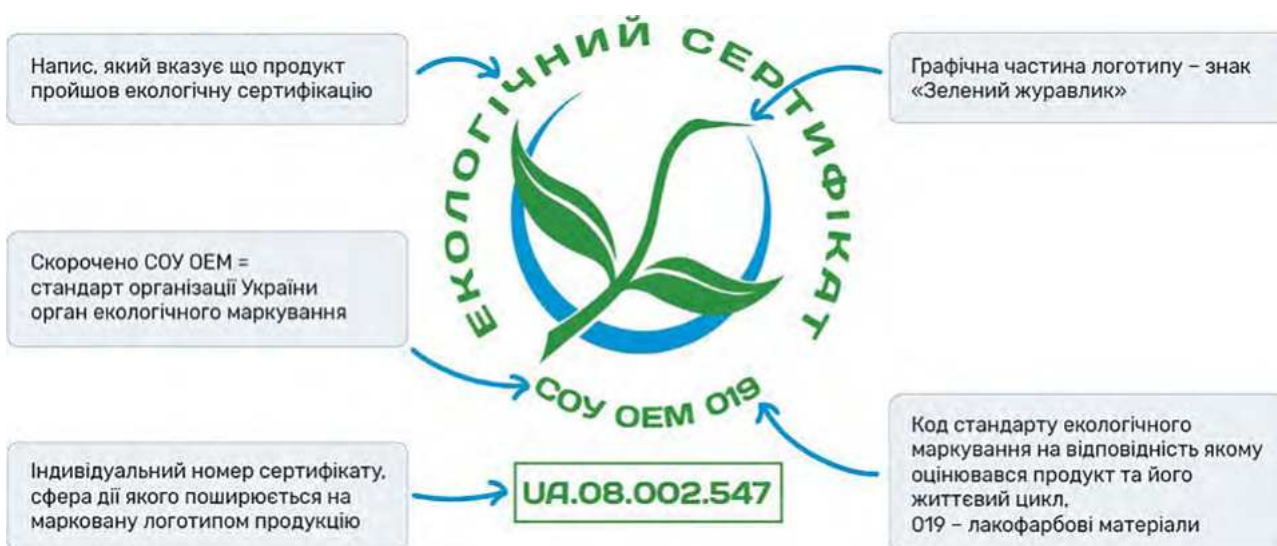 Напис, який вказує що продукт
пройшов екологічну сертифікацію
ЕКОЛОГІЧНИЙ СЕРТИФІКАТ
Графічна частина логотипу – знак
«Зелений журавлик»
Скорочено СОУ ОЕМ =
стандарт організації України
орган екологічного маркування
СОУ ОЕМ 019
Індивідуальний номер сертифікату,
сфера дії якого поширюється на
марковану логотипом продукцію
UA.08.002.547
Код стандарту екологічного
маркування на відповідність якому
оцінювався продукт та його
життєвий цикл,
019 – лакофарбові матеріали